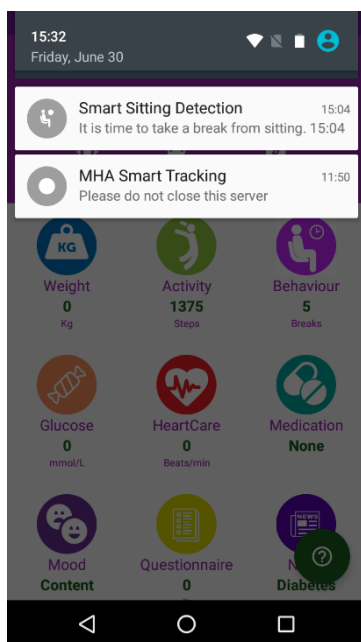 15:32
Friday, June 30
Smart Sitting Detection 15:04
It is time to take a break from sitting. 15:04
MHA Smart Tracking 11:50
Please do not close this server
KG
Weight Activity Behaviour
0 1375 5
Kg Steps Breaks
Glucose HeartCare Medication
0 0 None
mmol/L Beats/min
NEWS
Mood Questionnaire
Content 0 Diabetes